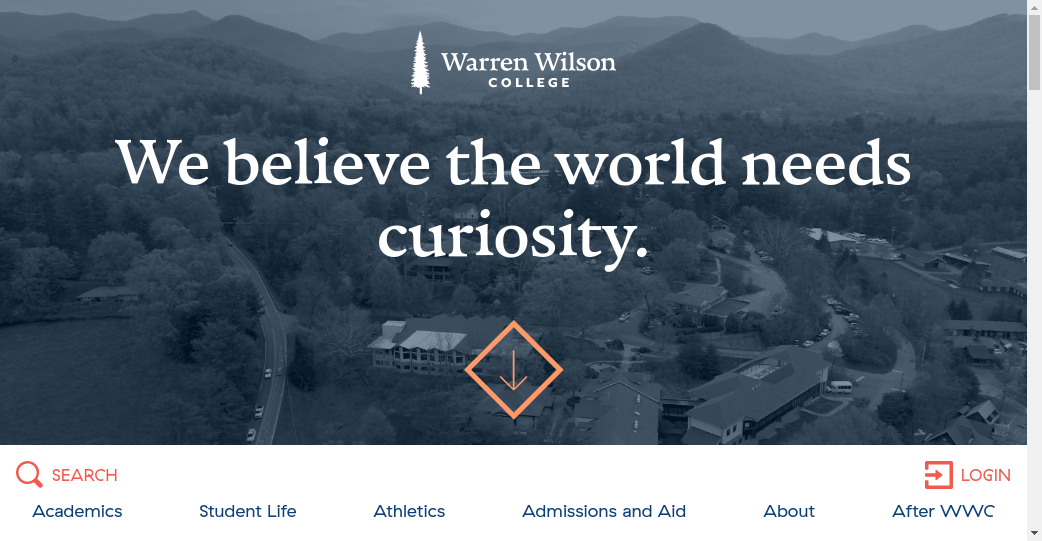 Warren Wilson
COLLEGE
We believe the world needs
curiosity.
SEARCH
LOGIN
Academics
Student Life
Athletics
Admissions and Aid
About
After WWC